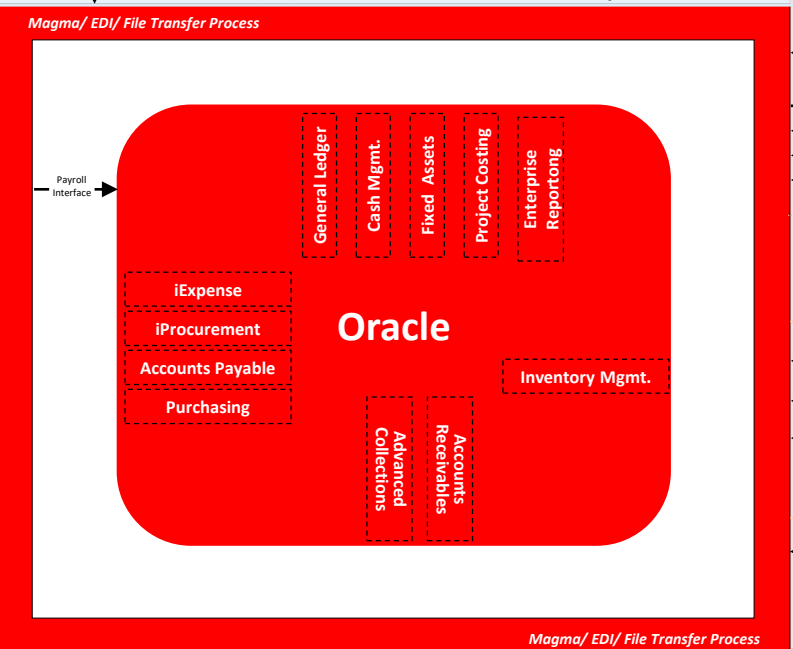 Magma/ EDI/ File Transfer Process
Payroll
Interface
General Ledger
Cash Mgmt.
Fixed Assets
Project Costing
Enterprise
Reportong
iExpense
iProcurement
Accounts Payable
Purchasing
Oracle
Inventory Mgmt.
Advanced
Collections
Accounts
Receivables
Magma/ EDI/ File Transfer Process